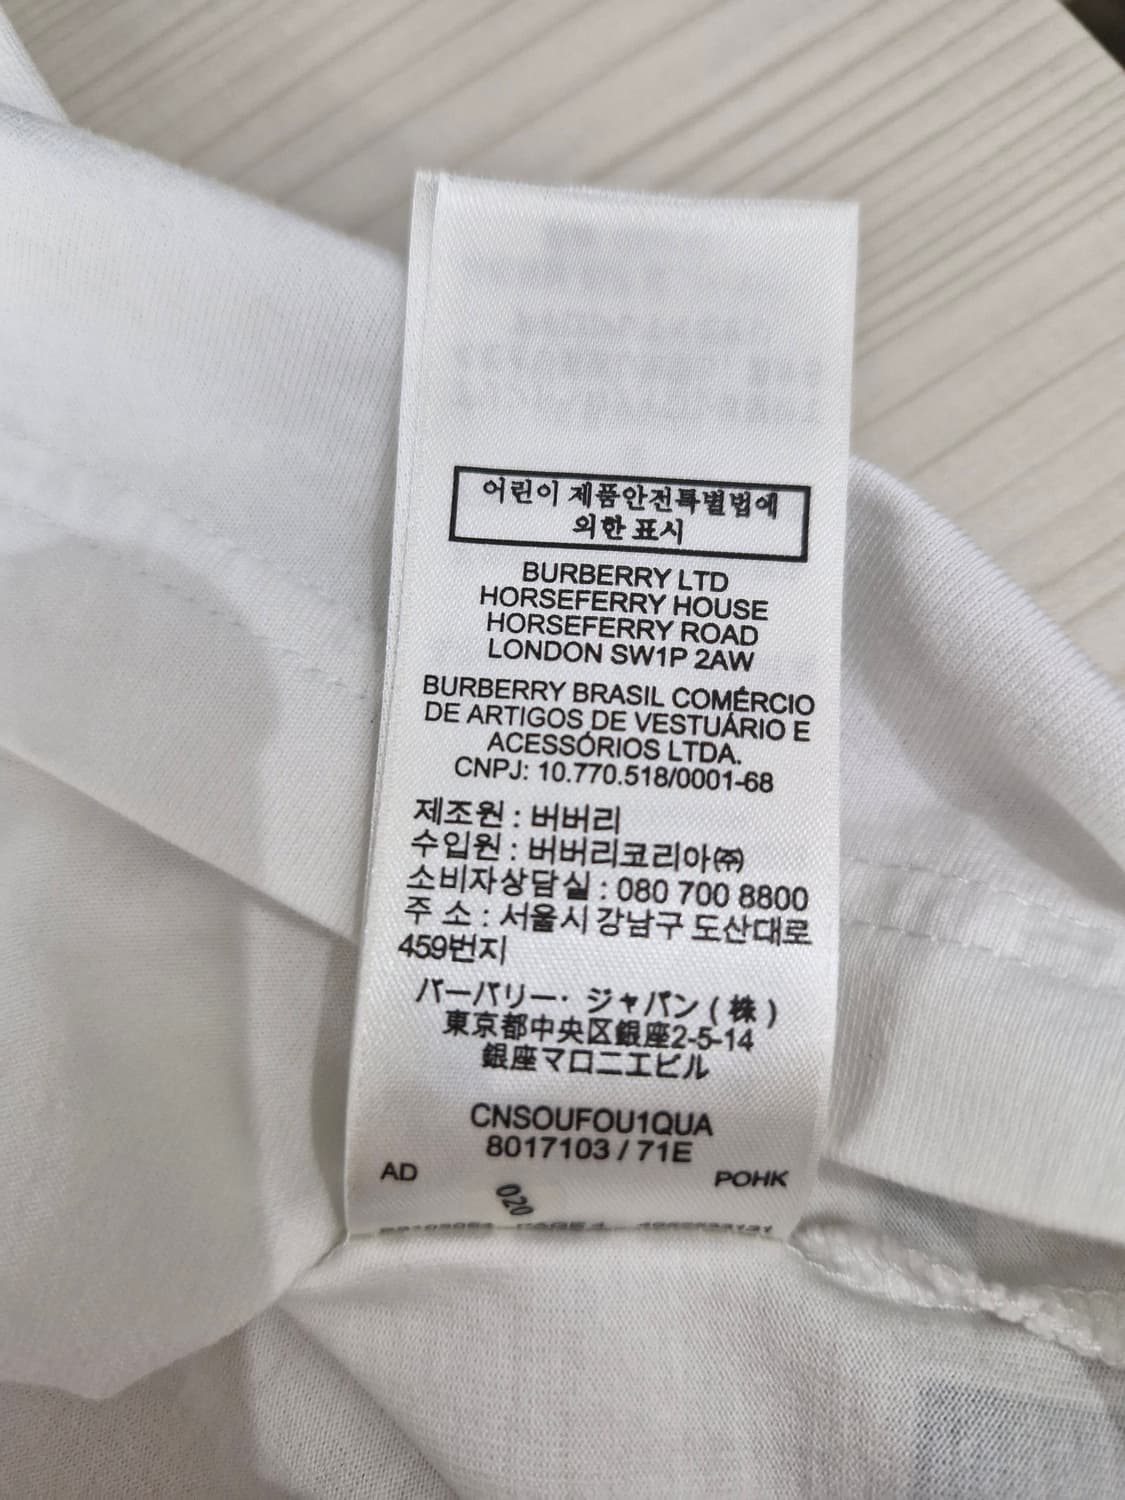 어린이 제품안전특별법에
의한 표시
BURBERRY LTD
HORSEFERRY HOUSE
HORSEFERRY ROAD
LONDON SW1P 2AW
BURBERRY BRASIL COMÉRCIO
DE ARTIGOS DE VESTUÁRIO E
ACESSÓRIOS LTDA.
CNPJ: 10.770.518/0001-68
제조원 : 버버리
수입원 : 버버리코리아㈜
소비자상담실 : 080 700 8800
주 소 : 서울시 강남구 도산대로
459번지
バーバリー・ジャパン ( 株 )
東京都中央区銀座2-5-14
銀座マロニエビル
CNSOUFOU1QUA
8017103 / 71E
AD POHK
020